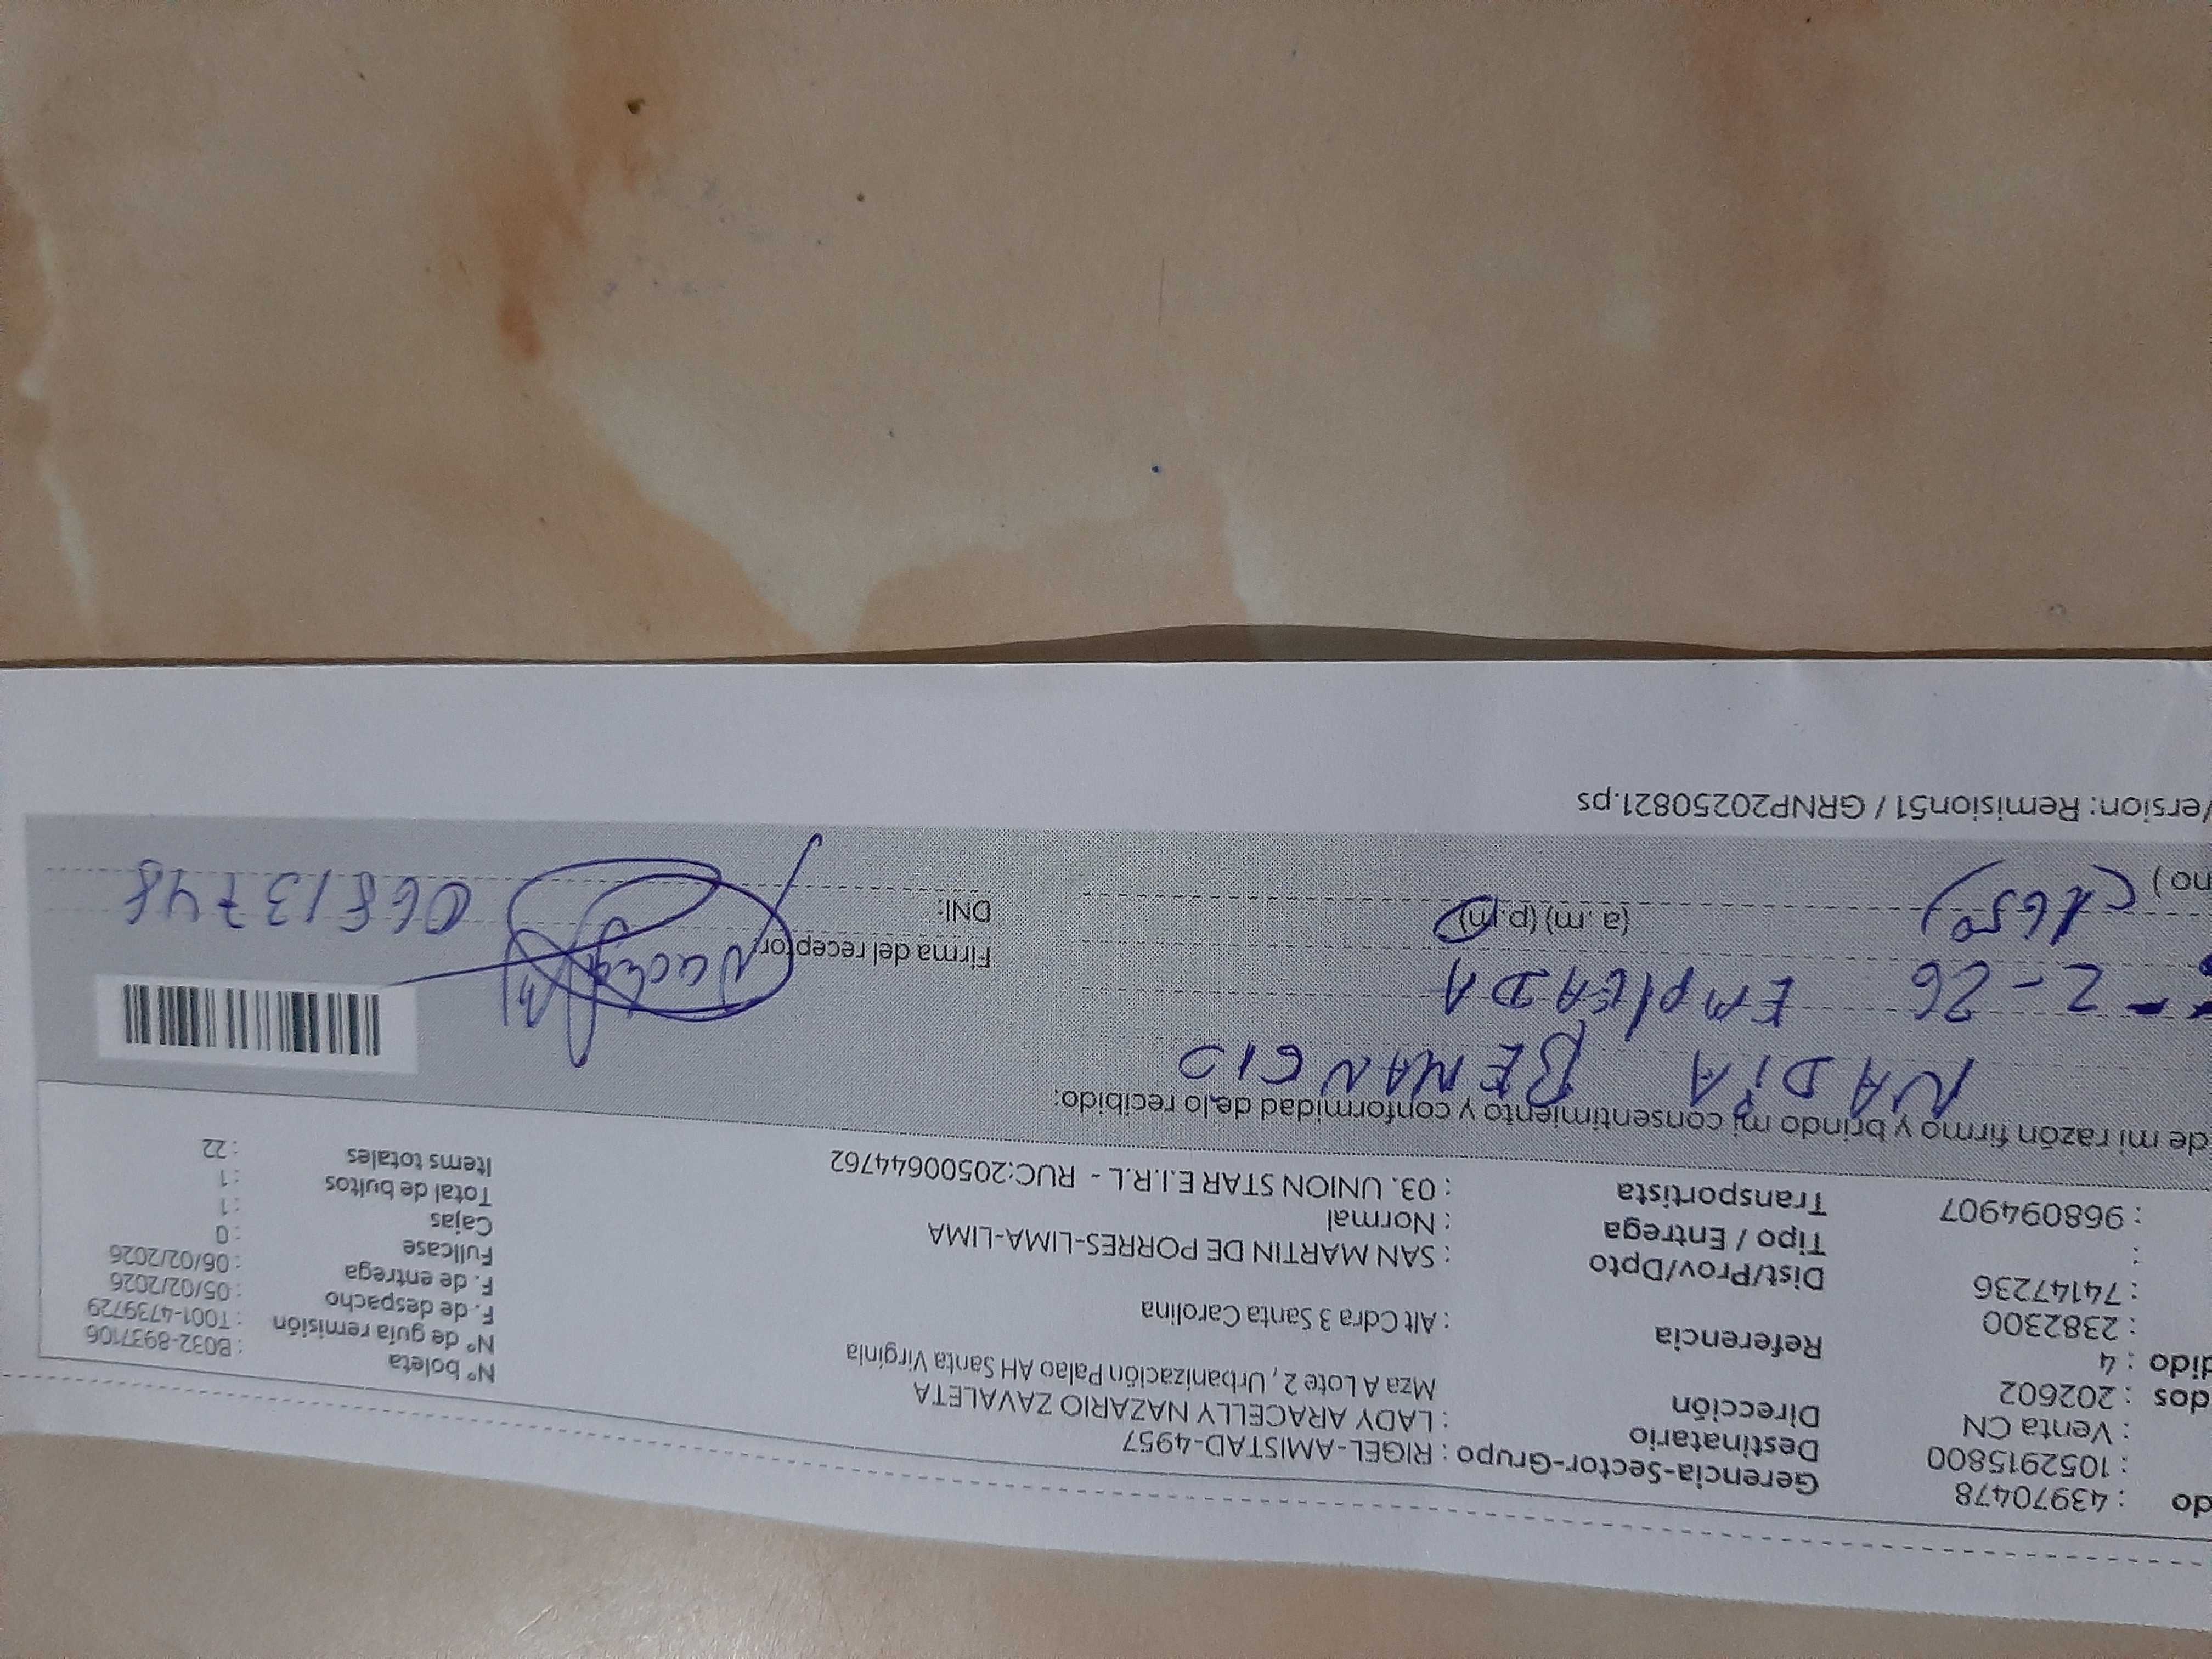 do : 43970478 Gerencia-Sector-Grupo : RIGEL-AMISTAD-4957
: 1052915800 Destinatario : LADY ARACELLY NAZARIO ZAVALETA
: Venta CN Dirección Mza A Lote 2 , Urbanización Palao AH Santa Virginia
dos : 202602
dido : 4 Referencia : Alt Cdra 3 Santa Carolina
: 2382300 Dist/Prov/Dpto : SAN MARTIN DE PORRES-LIMA-LIMA
: 74147236 Tipo / Entrega : Normal
:
: 968094907 Transportista : 03. UNION STAR E.I.R.L - RUC:20500644762
Nº boleta : B032-8937106
Nº de guía remisión : T001-4739729
F. de despacho : 05/02/2026
F. de entrega : 06/02/2026
Fullcase : 0
Cajas : 1
Total de bultos : 1
Items totales : 22
de mi razón firmo y brindo mi consentimiento y conformidad de lo recibido:
NADIA
- 2 - 26 EMPLEADA
(a. m) (p. m)
no )
Firma del receptor:
DNI: 06813748
Version: Remision51 / GRNP20250821.ps